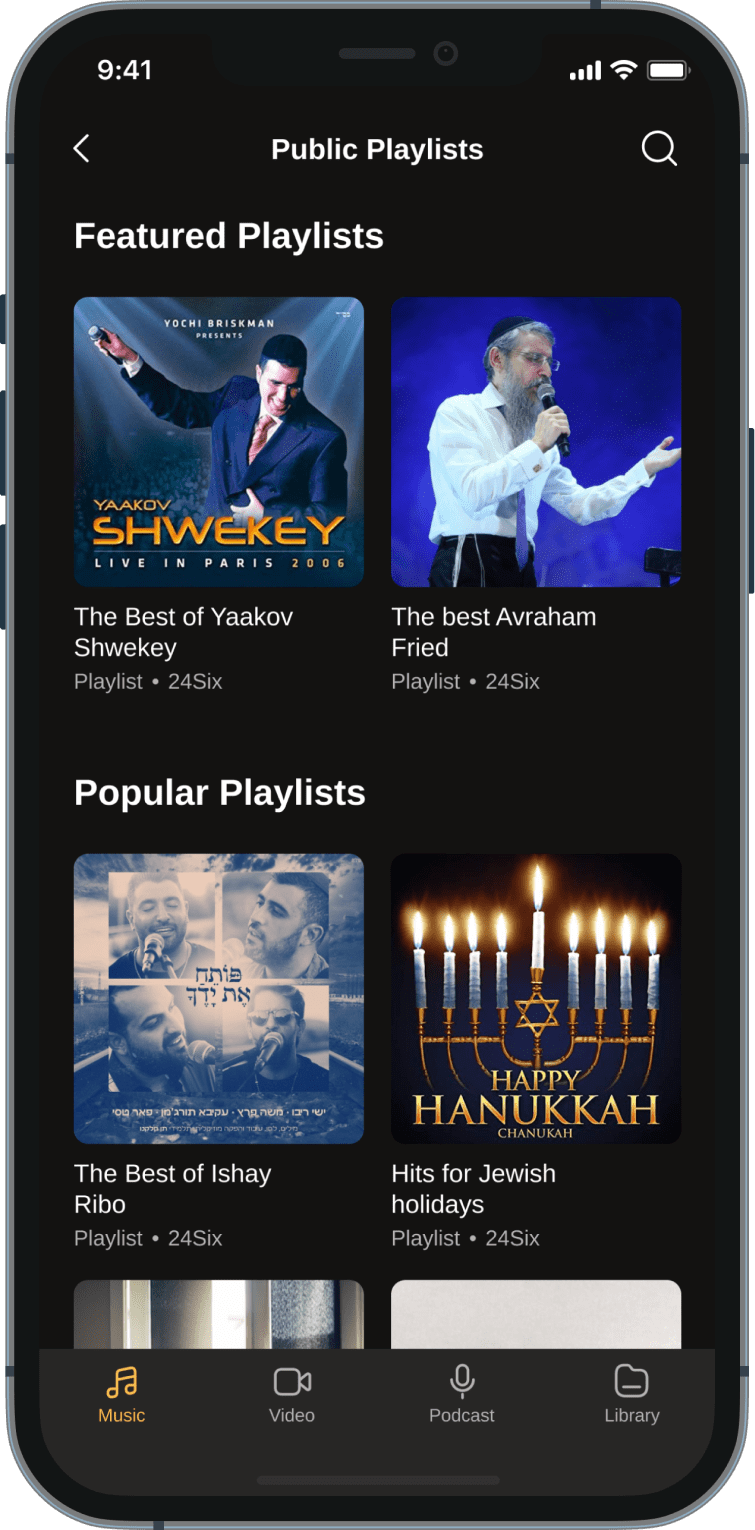 9:41
Public Playlists
Featured Playlists
YOCHI BRISKMAN
PRESENTS
YAAKOV
SHWEKEY
LIVE IN PARIS 2006
The Best of Yaakov
Shwekey
Playlist • 24Six
The best Avraham
Fried
Playlist • 24Six
Popular Playlists
פּוֹתֵחַ
אֶת יָדֶךָ
ישי ריבו · משה פרץ · עקיבא תורג'מן · פאר טסי
HAPPY
HANUKKAH
CHANUKAH
The Best of Ishay
Ribo
Playlist • 24Six
Hits for Jewish
holidays
Playlist • 24Six
Music
Video
Podcast
Library